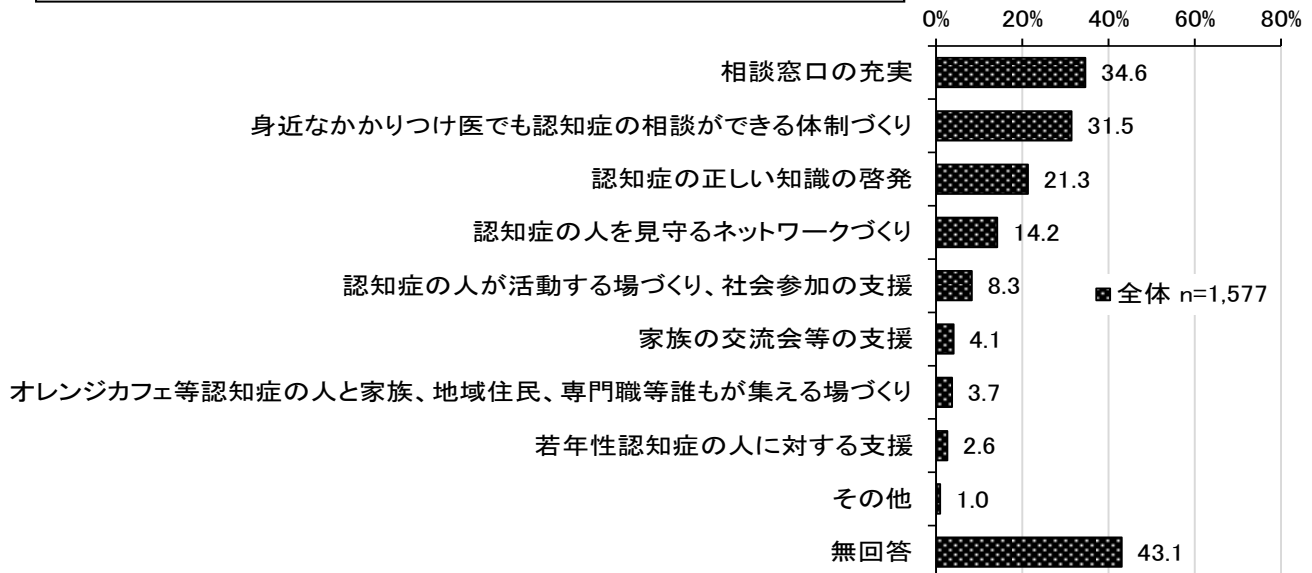 0% 20% 40% 60% 80%
相談窓口の充実 34.6
身近なかかりつけ医でも認知症の相談ができる体制づくり 31.5
認知症の正しい知識の啓発 21.3
認知症の人を見守るネットワークづくり 14.2
認知症の人が活動する場づくり、社会参加の支援 8.3
全体 n=1,577
家族の交流会等の支援 4.1
オレンジカフェ等認知症の人と家族、地域住民、専門職等誰もが集える場づくり 3.7
若年性認知症の人に対する支援 2.6
その他 1.0
無回答 43.1